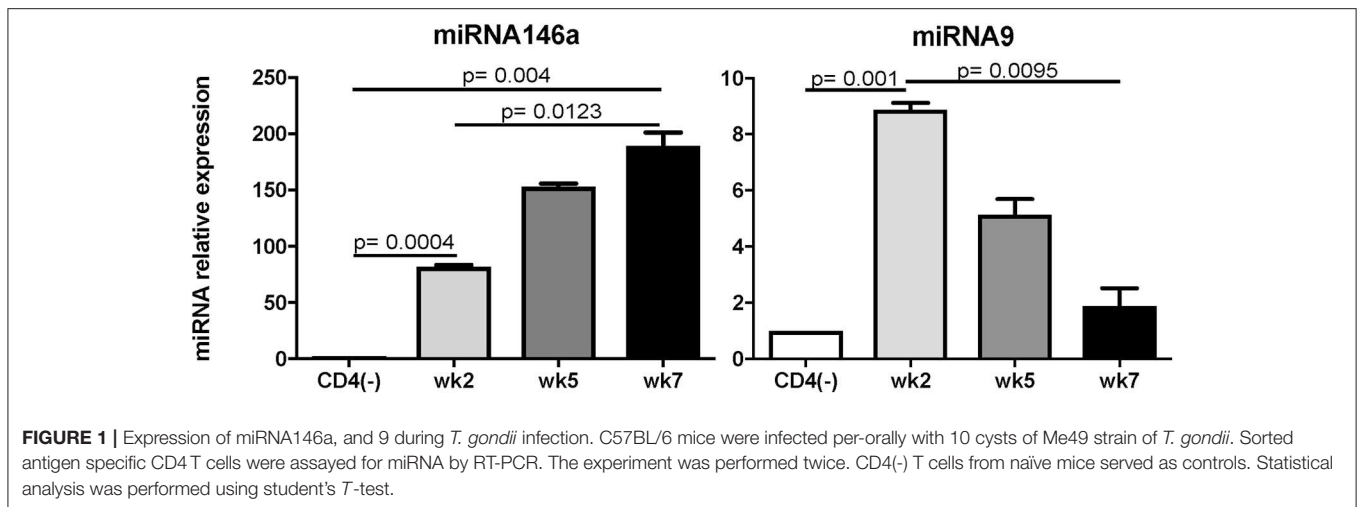 miRNA146a
miRNA relative expression
250
200
150
100
50
0
p= 0.004
p= 0.0123
p= 0.0004
CD4(-) wk2 wk5 wk7
miRNA9
10
8
6
4
2
0
p= 0.001
p= 0.0095
CD4(-) wk2 wk5 wk7
FIGURE 1 | Expression of miRNA146a, and 9 during T. gondii infection. C57BL/6 mice were infected per-orally with 10 cysts of Me49 strain of T. gondii. Sorted
antigen specific CD4 T cells were assayed for miRNA by RT-PCR. The experiment was performed twice. CD4(-) T cells from naïve mice served as controls. Statistical
analysis was performed using student's T-test.